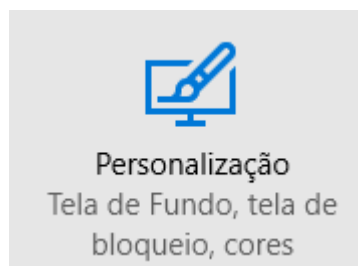 Personalização
Tela de Fundo, tela de
bloqueio, cores